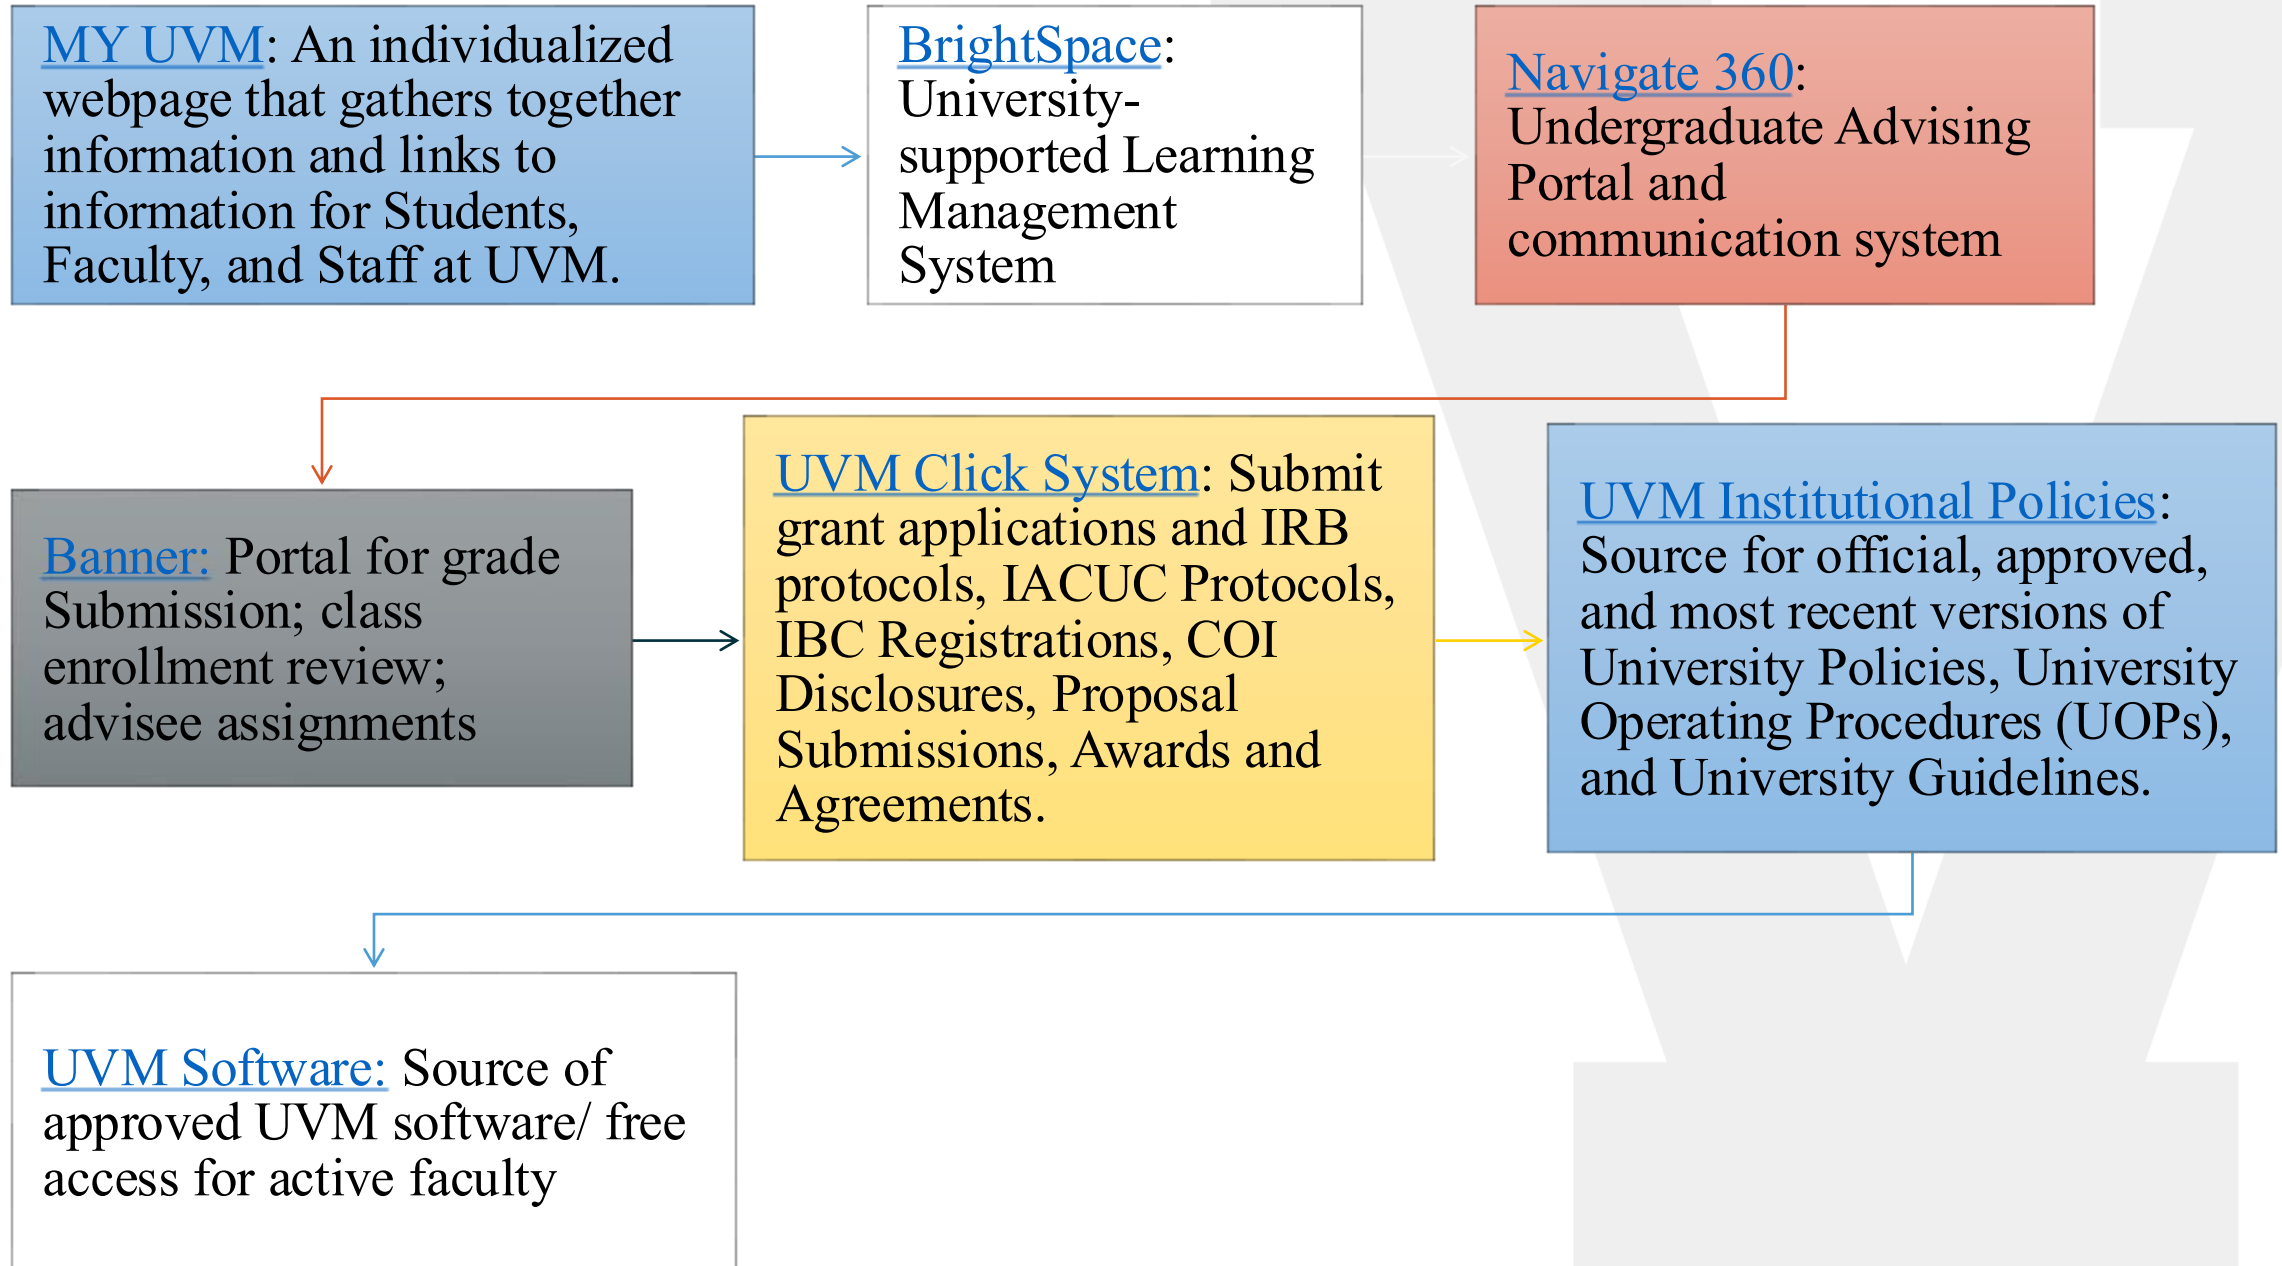 MY UVM: An individualized
webpage that gathers together
information and links to
information for Students,
Faculty, and Staff at UVM.
BrightSpace:
University-
supported Learning
Management
System
Navigate 360:
Undergraduate Advising
Portal and
communication system
Banner: Portal for grade
Submission; class
enrollment review;
advisee assignments
UVM Click System: Submit
grant applications and IRB
protocols, IACUC Protocols,
IBC Registrations, COI
Disclosures, Proposal
Submissions, Awards and
Agreements.
UVM Institutional Policies:
Source for official, approved,
and most recent versions of
University Policies, University
Operating Procedures (UOPs),
and University Guidelines.
UVM Software: Source of
approved UVM software/ free
access for active faculty